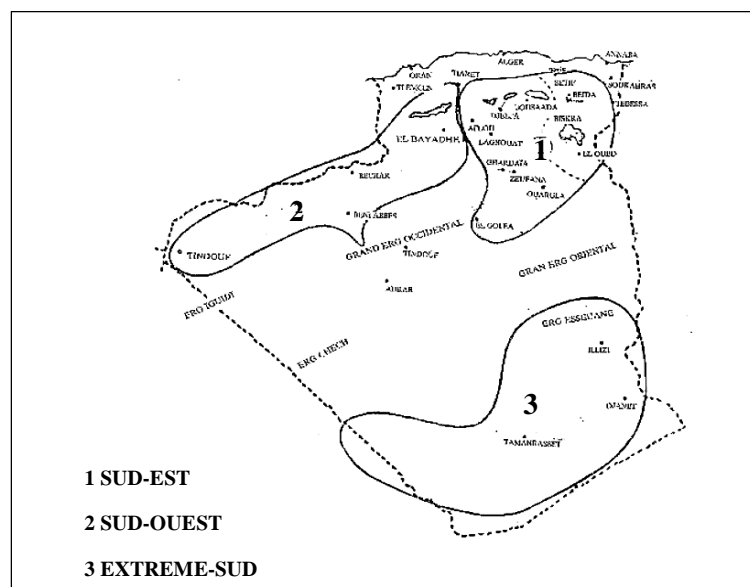 ALGER
ANNABA
ORAN
TIARET
SETIF
TLEMCEN
SOUK AHRAS
BEIDA
TEBESSA
BOUSAADA
DJELFA
BISKRA
AFLOU
EL BAYADHE
LAGHOUAT
1
EL OUED
GHARDAIA
BECHAR
ZELFANA
OUARGLA
2
BENI ABBES
EL GOLEA
GRAND ERG OCCIDENTAL
TINDOUF
TINDOUF
GRAN ERG ORIENTAL
ADRAR
ERG IGUIDI
ERG CHECH
ILLIZI
3
DJANET
TAMANRASSET
1 SUD-EST
2 SUD-OUEST
3 EXTREME-SUD